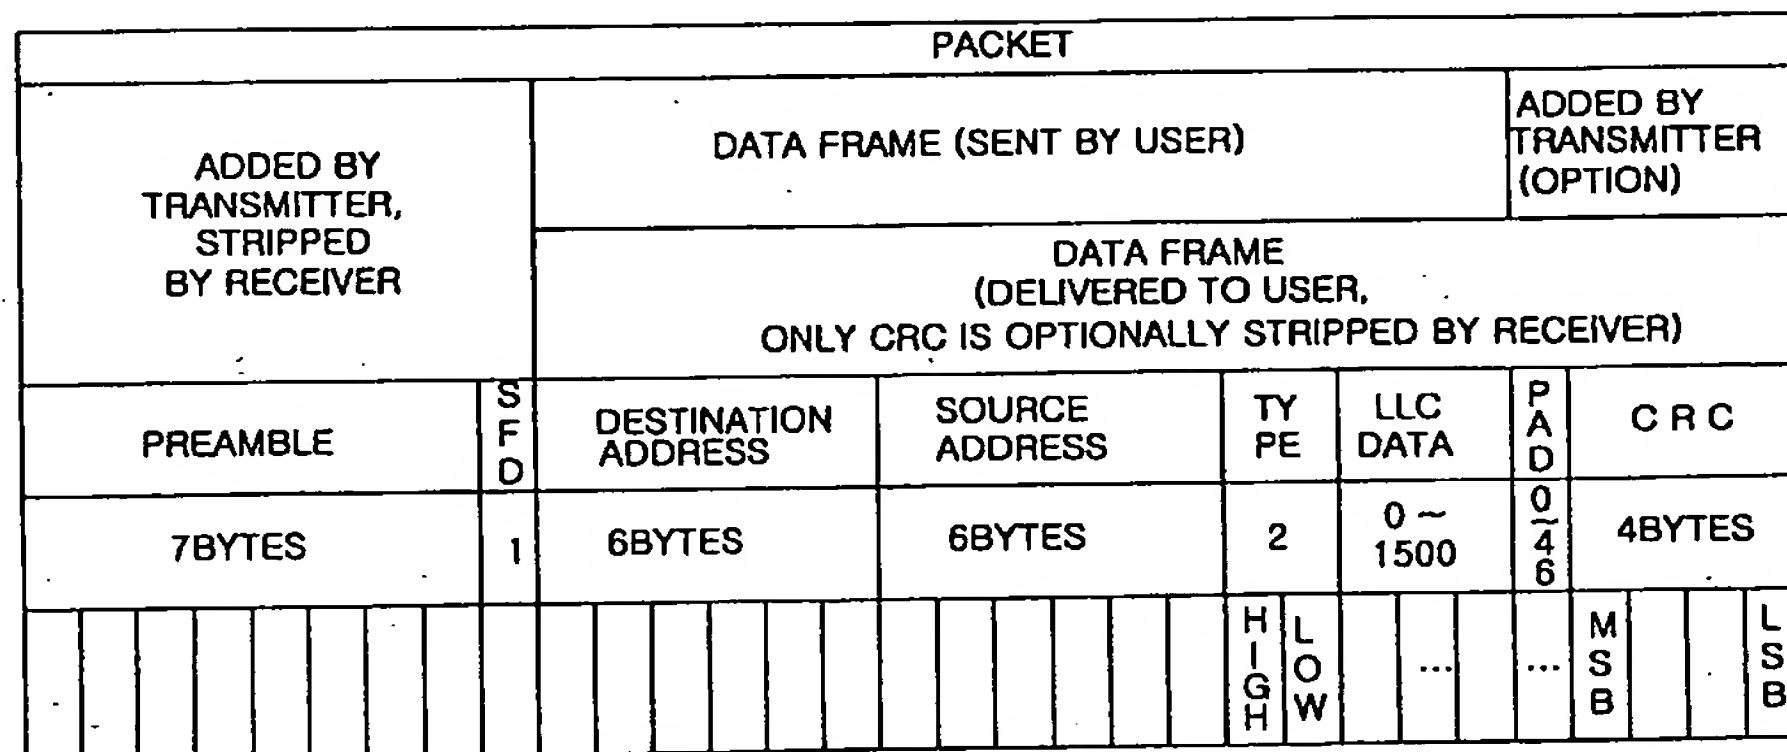 PACKET
ADDED BY
TRANSMITTER,
STRIPPED
BY RECEIVER
DATA FRAME (SENT BY USER)
ADDED BY
TRANSMITTER
(OPTION)
DATA FRAME
(DELIVERED TO USER,
ONLY CRC IS OPTIONALLY STRIPPED BY RECEIVER)
PREAMBLE
SFD
DESTINATION
ADDRESS
SOURCE
ADDRESS
TY
PE
LLC
DATA
PAD
CRC
7BYTES
1
6BYTES
6BYTES
2
0~
1500
0~46
4BYTES
HIGH
LOW
...
...
MSB
LSB